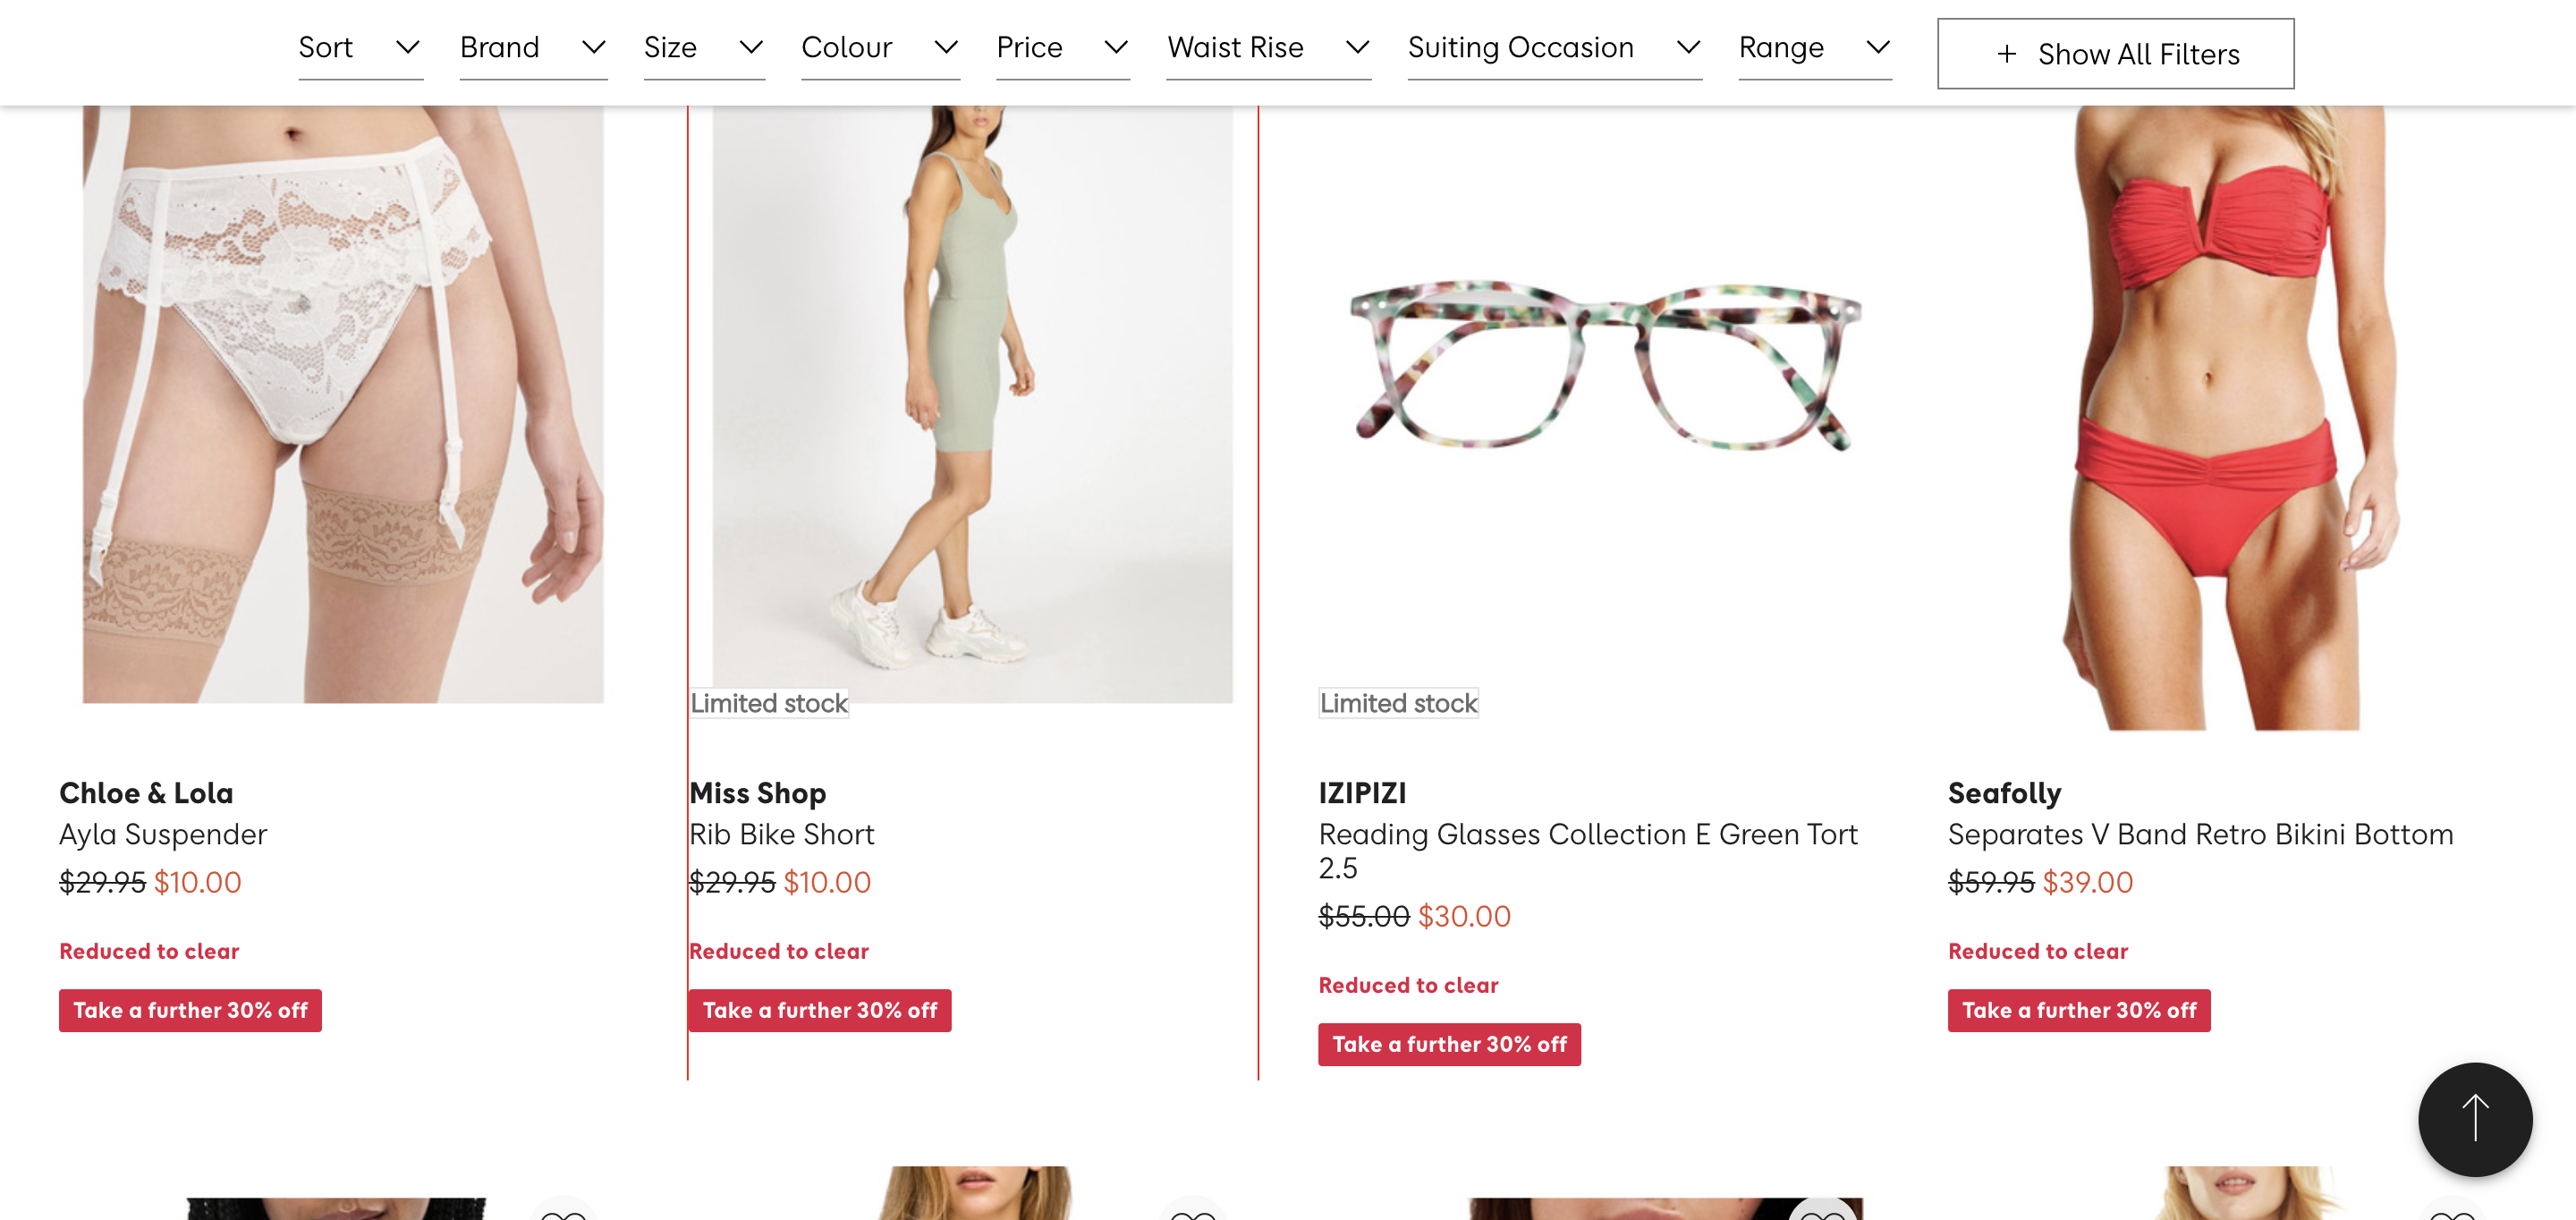 Sort
Brand
Size
Colour
Price
Waist Rise
Suiting Occasion
Range
+ Show All Filters
Chloe & Lola
Ayla Suspender
$29.95 $10.00
Reduced to clear
Take a further 30% off
Limited stock
Miss Shop
Rib Bike Short
$29.95 $10.00
Reduced to clear
Take a further 30% off
Limited stock
IZIPIZI
Reading Glasses Collection E Green Tort
2.5
$55.00 $30.00
Reduced to clear
Take a further 30% off
Seafolly
Separates V Band Retro Bikini Bottom
$59.95 $39.00
Reduced to clear
Take a further 30% off